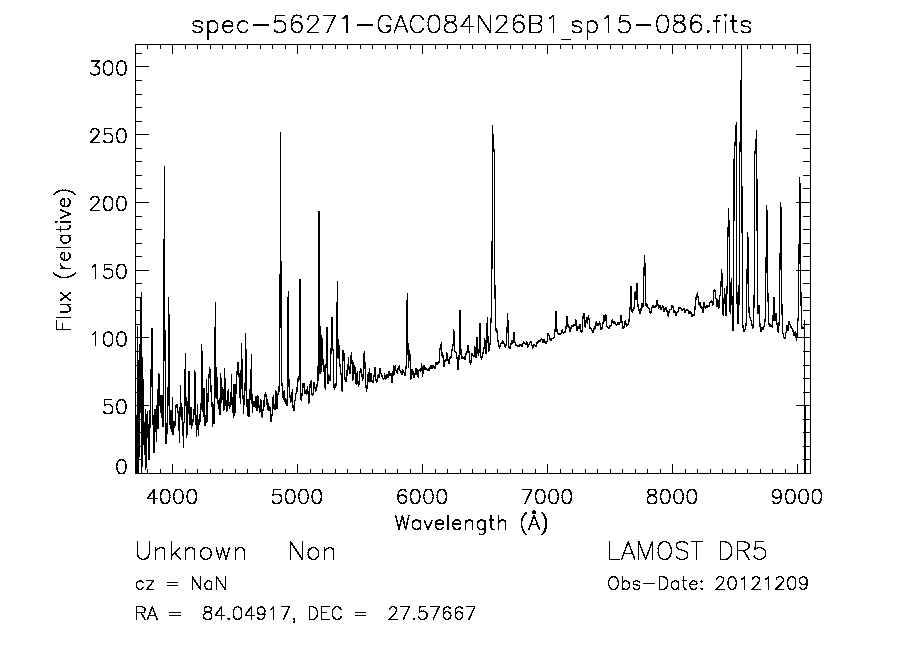 spec-56271-GAC084N26B1_sp15-086.fits
300
250
200
150
100
50
0
Flux (relative)
4000 5000 6000 7000 8000 9000
Wavelength (Å)
Unknown Non LAMOST DR5
cz = NaN Obs-Date: 20121209
RA = 84.04917, DEC = 27.57667